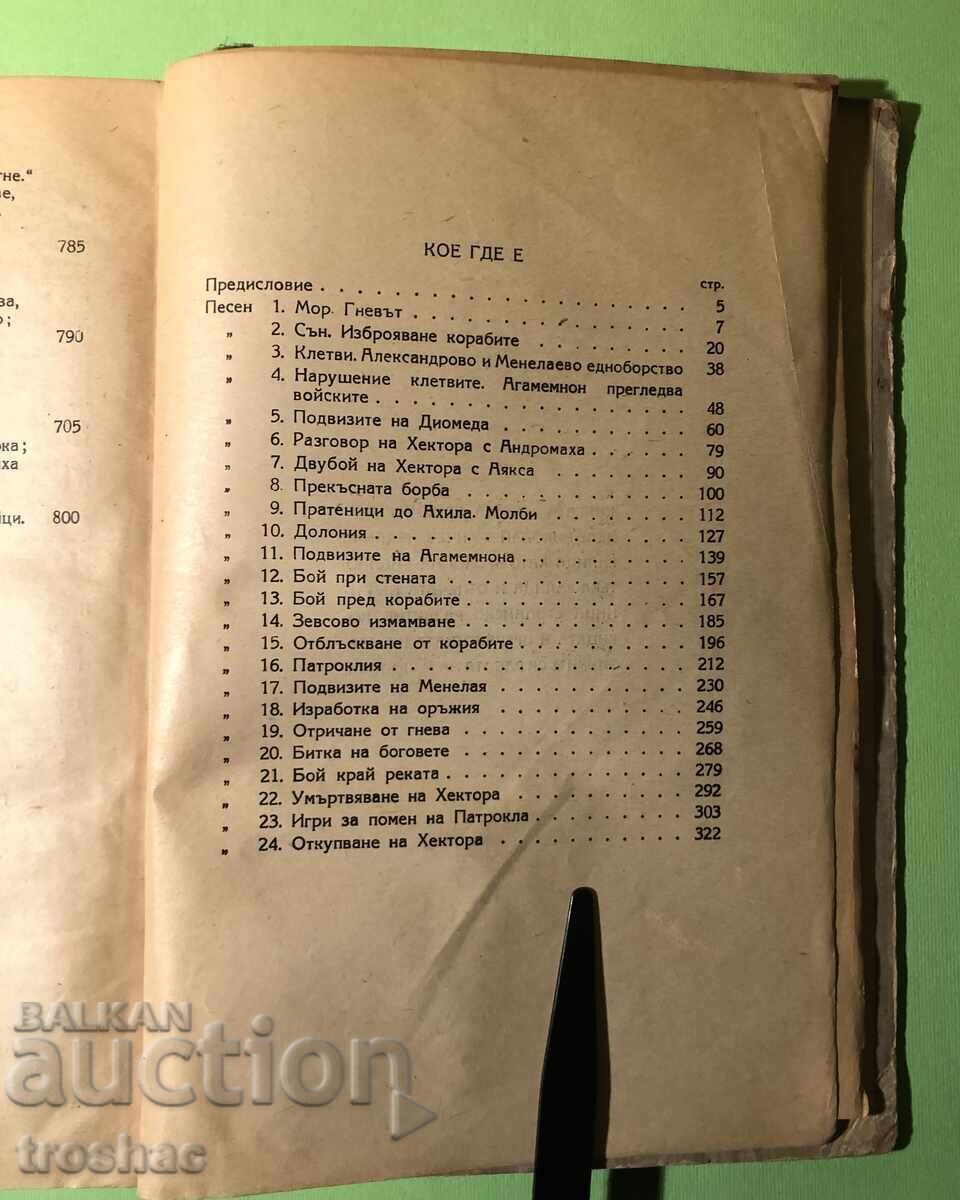 гне."
ве,
785
ва,
о;
790
705
ока;
иха
йци. 800
КОЕ ГДЕ Е
Предисловие . . . . . . . . . . . . . . . . . стр. 5
Песен 1. Мор. Гневът . . . . . . . . . . . . . . 7
„ 2. Сън. Изброяване корабите . . . . . . . . . 20
„ 3. Клетви. Александрово и Менелаево едноборство 38
„ 4. Нарушение клетвите. Агамемнон прегледва
войските . . . . . . . . . . . . . . . . 48
„ 5. Подвизите на Диомеда . . . . . . . . . . . 60
„ 6. Разговор на Хектора с Андромаха . . . . . . 79
„ 7. Двубой на Хектора с Аякса . . . . . . . . . 90
„ 8. Прекъсната борба . . . . . . . . . . . . . 100
„ 9. Пратеници до Ахила. Молби . . . . . . . . . 112
„ 10. Долония . . . . . . . . . . . . . . . . . 127
„ 11. Подвизите на Агамемнона . . . . . . . . . . 139
„ 12. Бой при стената . . . . . . . . . . . . . 157
„ 13. Бой пред корабите . . . . . . . . . . . . . 167
„ 14. Зевсово измамване . . . . . . . . . . . . . 185
„ 15. Отблъскване от корабите . . . . . . . . . . 196
„ 16. Патроклия . . . . . . . . . . . . . . . . 212
„ 17. Подвизите на Менелая . . . . . . . . . . . 230
„ 18. Изработка на оръжия . . . . . . . . . . . 246
„ 19. Отричане от гнева . . . . . . . . . . . . . 259
„ 20. Битка на боговете . . . . . . . . . . . . . 268
„ 21. Бой край реката . . . . . . . . . . . . . 279
„ 22. Умъртвяване на Хектора . . . . . . . . . . 292
„ 23. Игри за помен на Патрокла . . . . . . . . . 303
„ 24. Откупване на Хектора . . . . . . . . . . . 322
BALKAN
auction
troshac